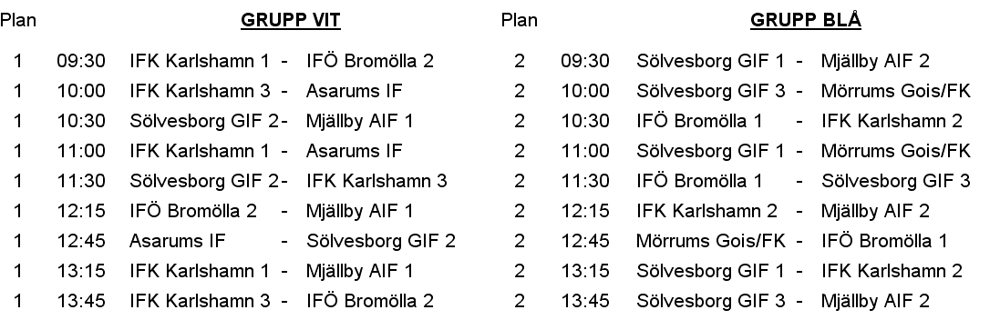 Plan GRUPP VIT Plan GRUPP BLÅ
1 09:30 IFK Karlshamn 1 - IFÖ Bromölla 2 2 09:30 Sölvesborg GIF 1 - Mjällby AIF 2
1 10:00 IFK Karlshamn 3 - Asarums IF 2 10:00 Sölvesborg GIF 3 - Mörrums Gois/FK
1 10:30 Sölvesborg GIF 2 - Mjällby AIF 1 2 10:30 IFÖ Bromölla 1 - IFK Karlshamn 2
1 11:00 IFK Karlshamn 1 - Asarums IF 2 11:00 Sölvesborg GIF 1 - Mörrums Gois/FK
1 11:30 Sölvesborg GIF 2 - IFK Karlshamn 3 2 11:30 IFÖ Bromölla 1 - Sölvesborg GIF 3
1 12:15 IFÖ Bromölla 2 - Mjällby AIF 1 2 12:15 IFK Karlshamn 2 - Mjällby AIF 2
1 12:45 Asarums IF - Sölvesborg GIF 2 2 12:45 Mörrums Gois/FK - IFÖ Bromölla 1
1 13:15 IFK Karlshamn 1 - Mjällby AIF 1 2 13:15 Sölvesborg GIF 1 - IFK Karlshamn 2
1 13:45 IFK Karlshamn 3 - IFÖ Bromölla 2 2 13:45 Sölvesborg GIF 3 - Mjällby AIF 2